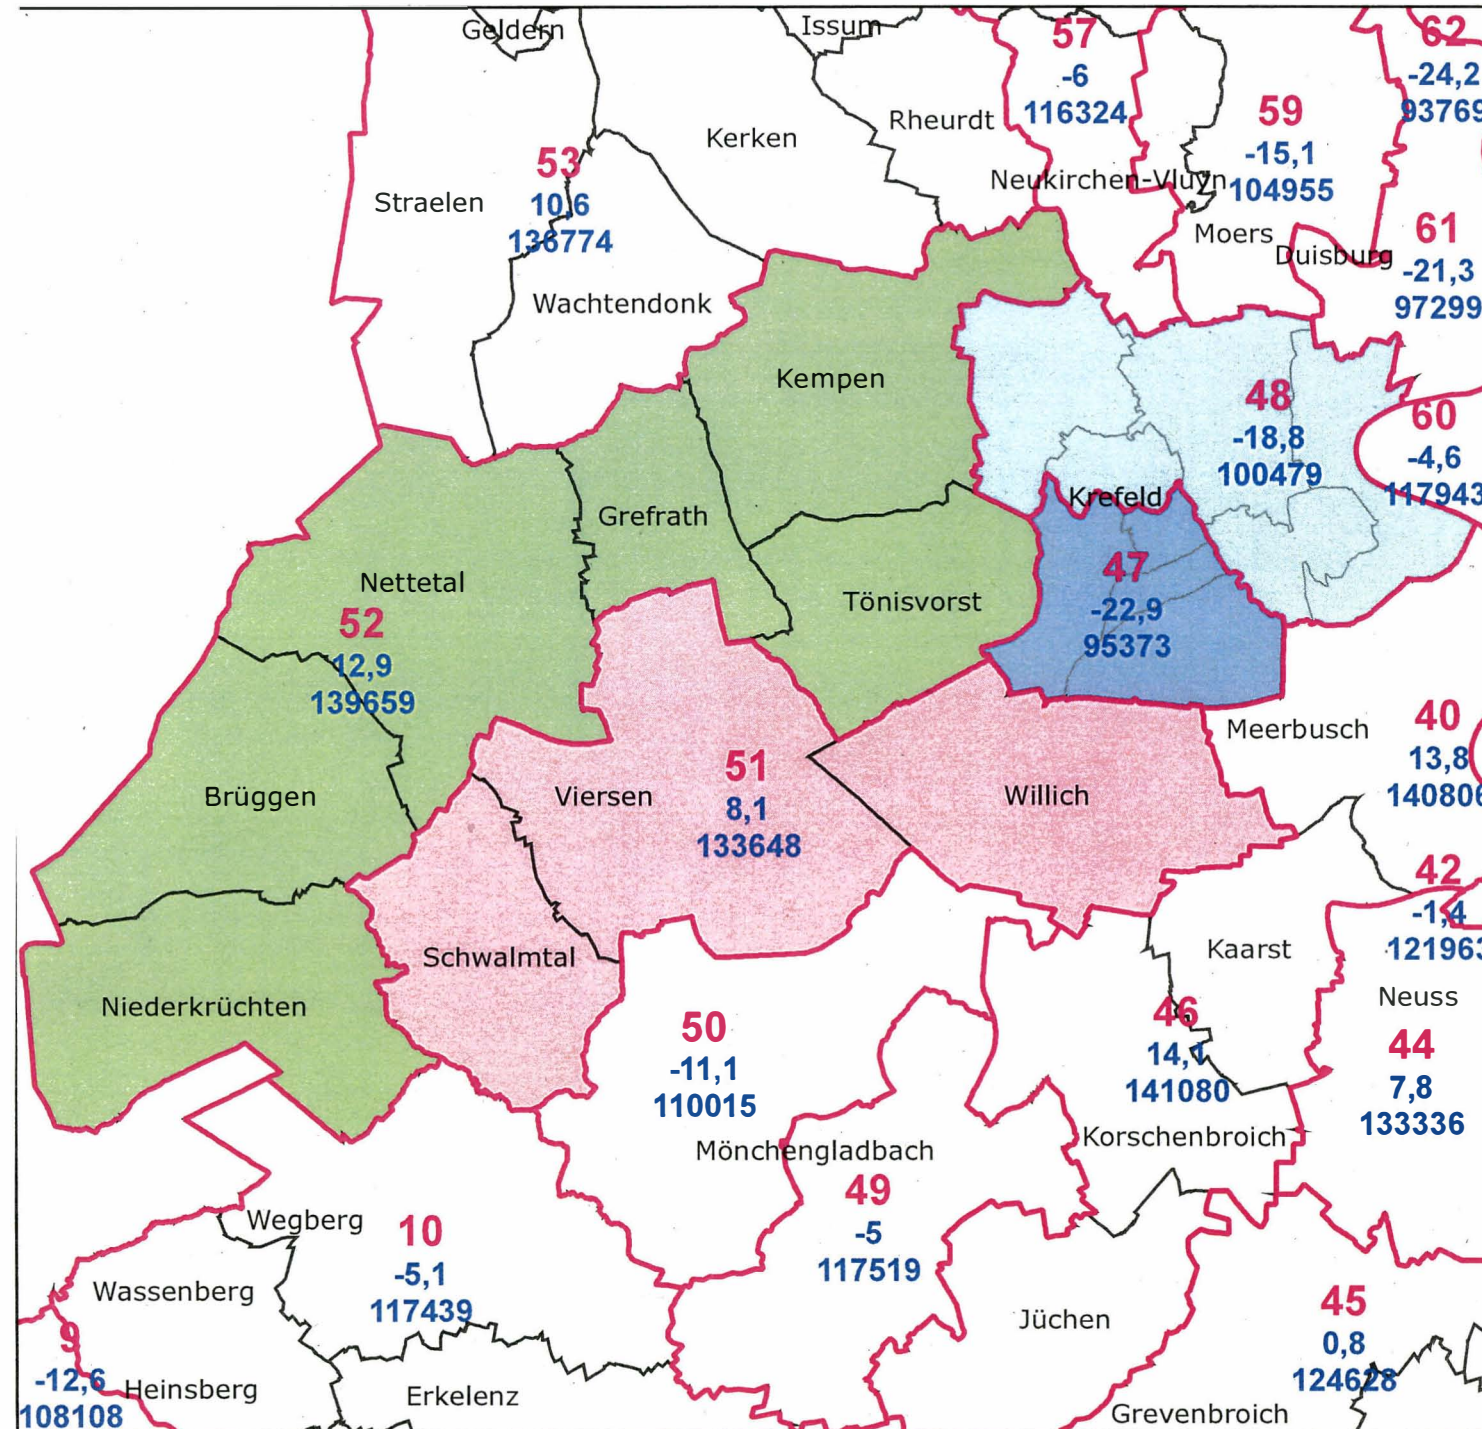 Geldern
Issum
57
-6
116324
62
-24,2
93769
Kerken
Rheurdt
59
-15,1
104955
53
10,6
136774
Straelen
Neukirchen-Vluyn
Moers
Duisburg
61
-21,3
97299
Wachtendonk
Kempen
48
-18,8
100479
60
-4,6
117943
Krefeld
Grefrath
Nettetal
52
12,9
139659
Tönisvorst
47
-22,9
95373
Meerbusch
40
13,8
140806
Brüggen
Viersen
51
8,1
133648
Willich
42
-1,4
121963
Kaarst
Schwalmtal
Niederkrüchten
Neuss
44
7,8
133336
50
-11,1
110015
46
14,1
141080
Korschenbroich
Mönchengladbach
49
-5
117519
Wegberg
10
-5,1
117439
Wassenberg
9
-12,6
108108
Heinsberg
Erkelenz
Jüchen
45
0,8
124628
Grevenbroich